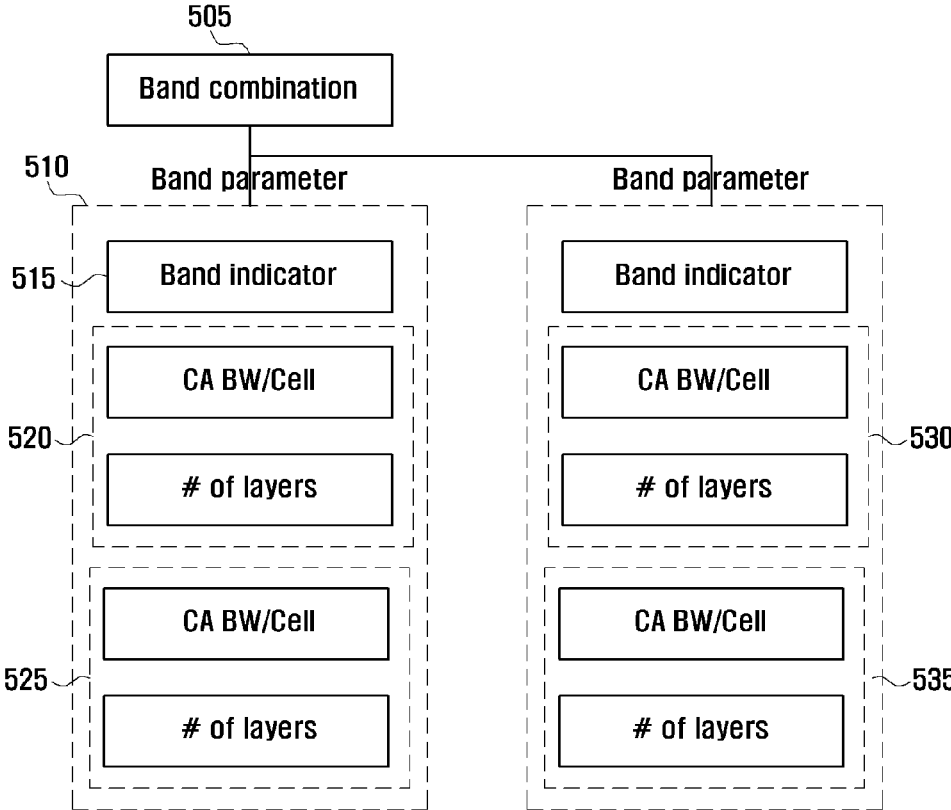 505
Band combination
510
Band parameter
Band parameter
515
Band indicator
Band indicator
CA BW/Cell
CA BW/Cell
520
530
# of layers
# of layers
CA BW/Cell
CA BW/Cell
525
535
# of layers
# of layers